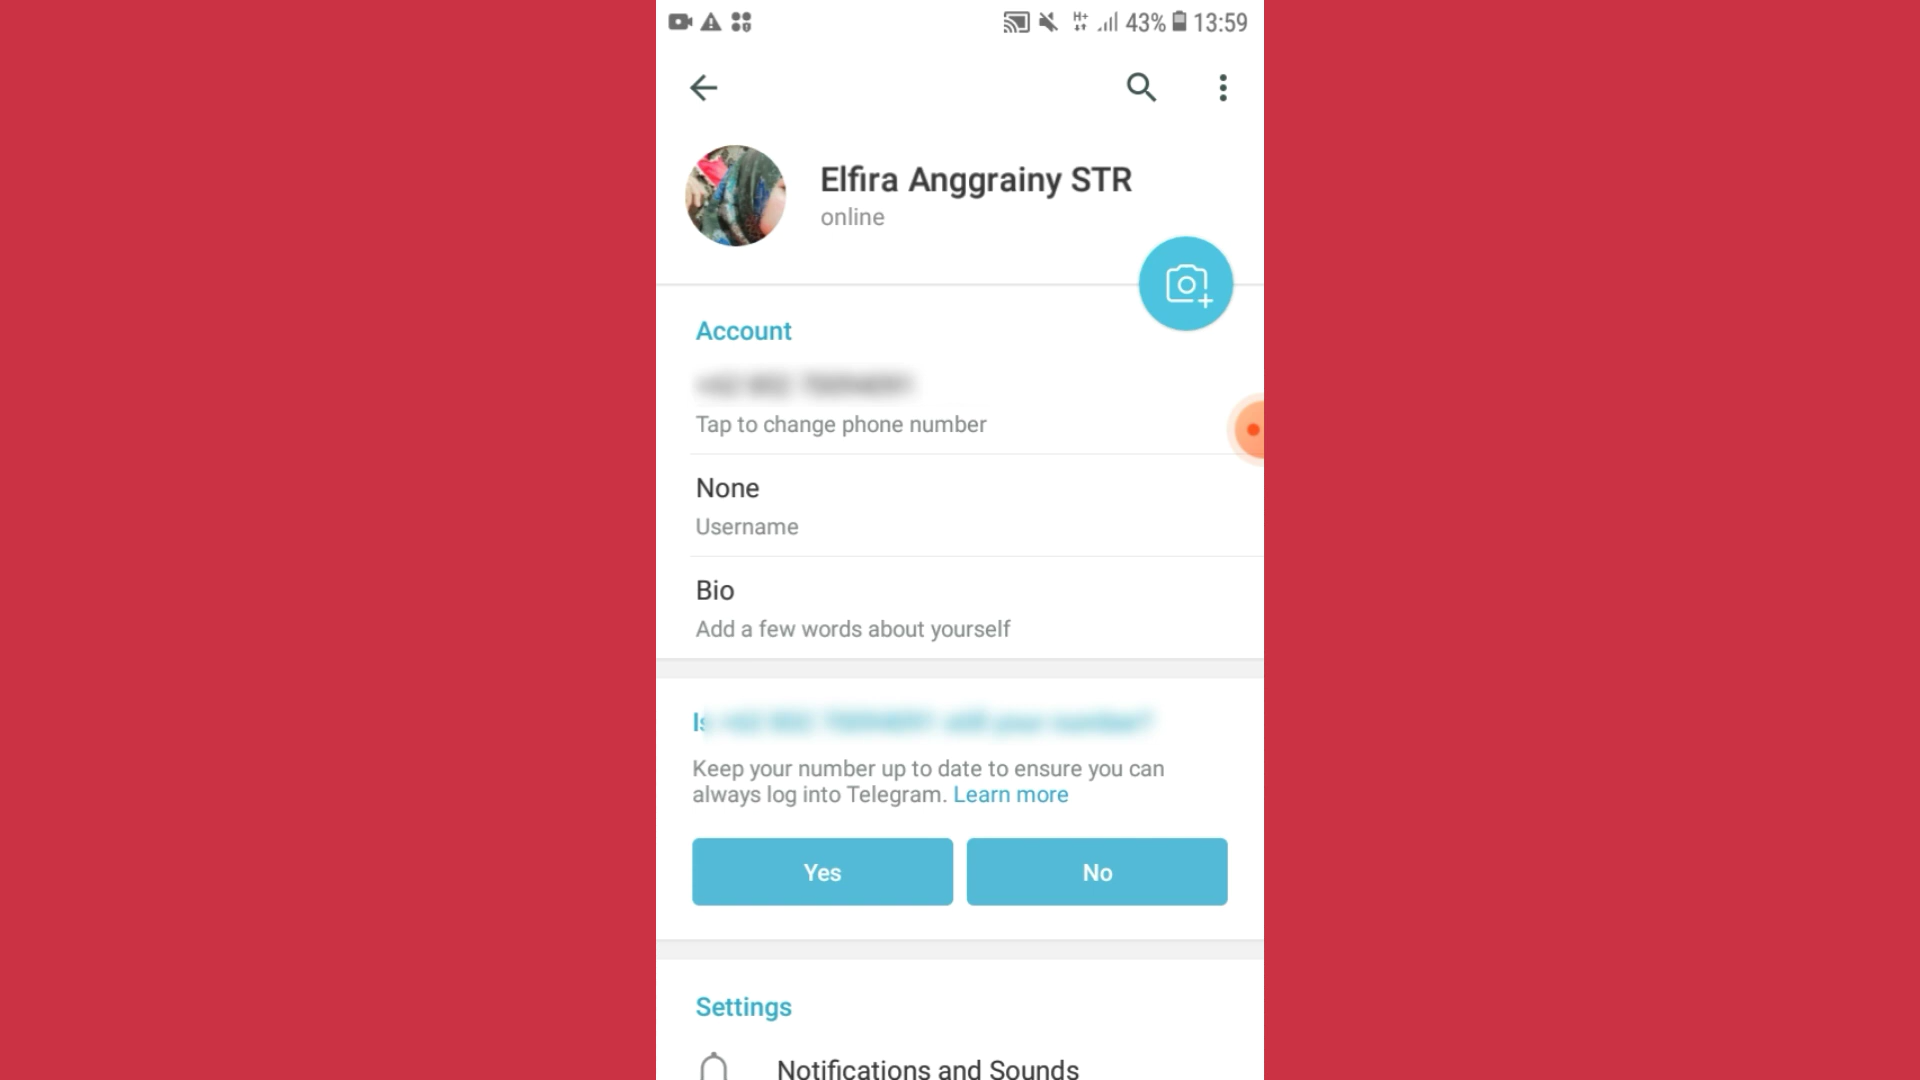 H+ 43% 13:59
Elfira Anggrainy STR
online
Account
Tap to change phone number
None
Username
Bio
Add a few words about yourself
Is
Keep your number up to date to ensure you can
always log into Telegram. Learn more
Yes
No
Settings
Notifications and Sounds